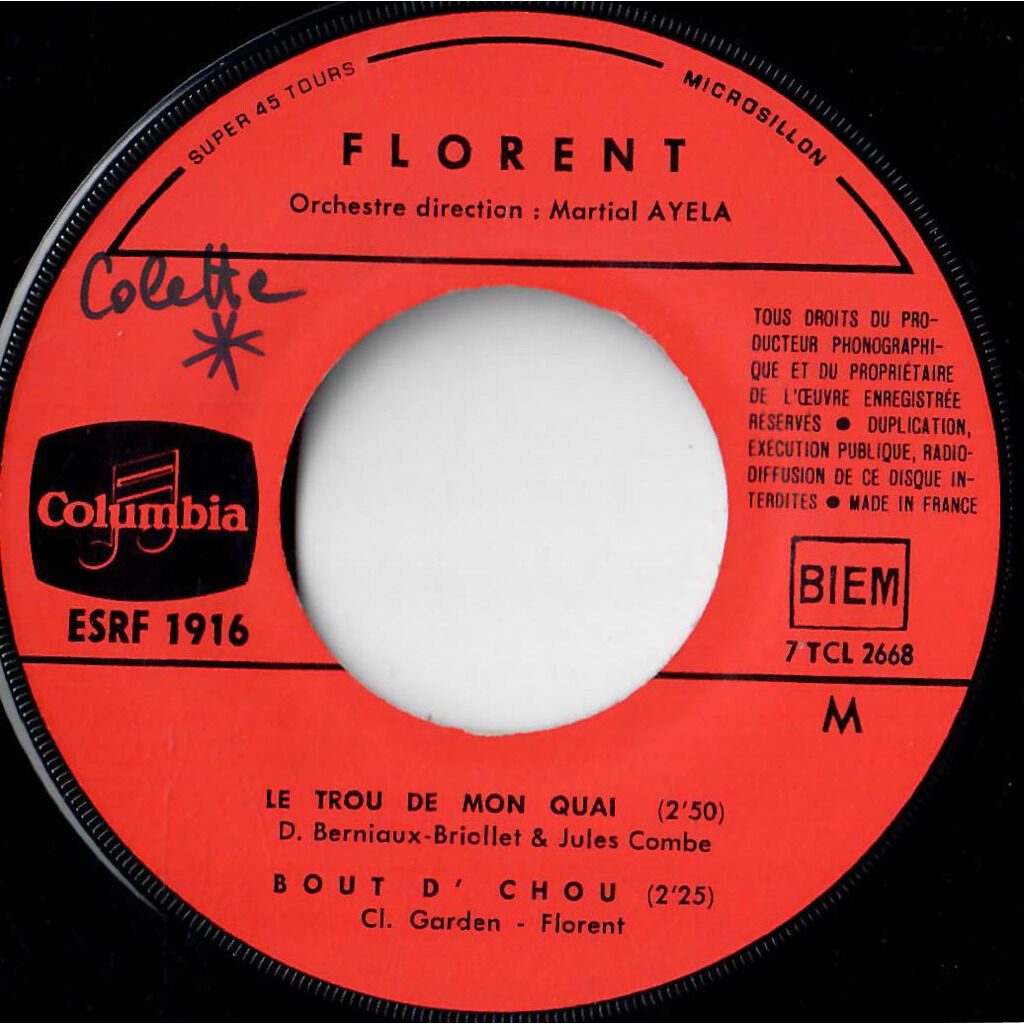 SUPER 45 TOURS
MICROSILLON
FLORENT
Orchestre direction : Martial AYELA
Colette
*
TOUS DROITS DU PRO-
DUCTEUR PHONOGRAPHI-
QUE ET DU PROPRIÉTAIRE
DE L'ŒUVRE ENREGISTRÉE
RÉSERVÉS ● DUPLICATION,
EXÉCUTION PUBLIQUE, RADIO-
DIFFUSION DE CE DISQUE IN-
TERDITES ● MADE IN FRANCE
Columbia
ESRF 1916
BIEM
7 TCL 2668
M
LE TROU DE MON QUAI (2'50)
D. Berniaux-Briollet & Jules Combe
BOUT D' CHOU (2'25)
Cl. Garden - Florent